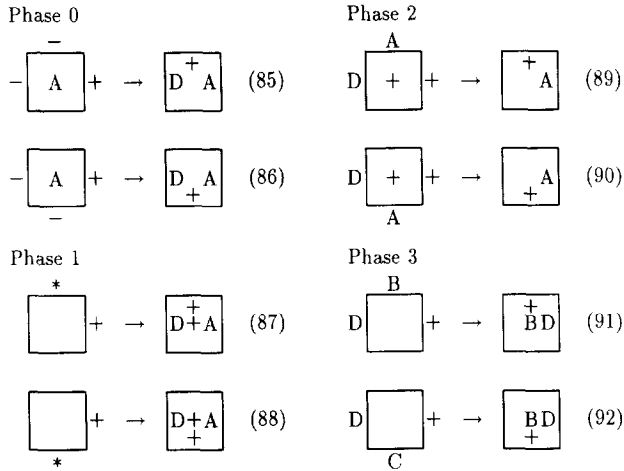 Phase 0
−
− A + → + D A (85)
− A + → D A + (86)
−
Phase 1
*
+ → + D+A (87)
+ → D+A + (88)
*
Phase 2
A
D + + → + A (89)
D + + → A + (90)
A
Phase 3
B
D + → + BD (91)
D + → BD + (92)
C